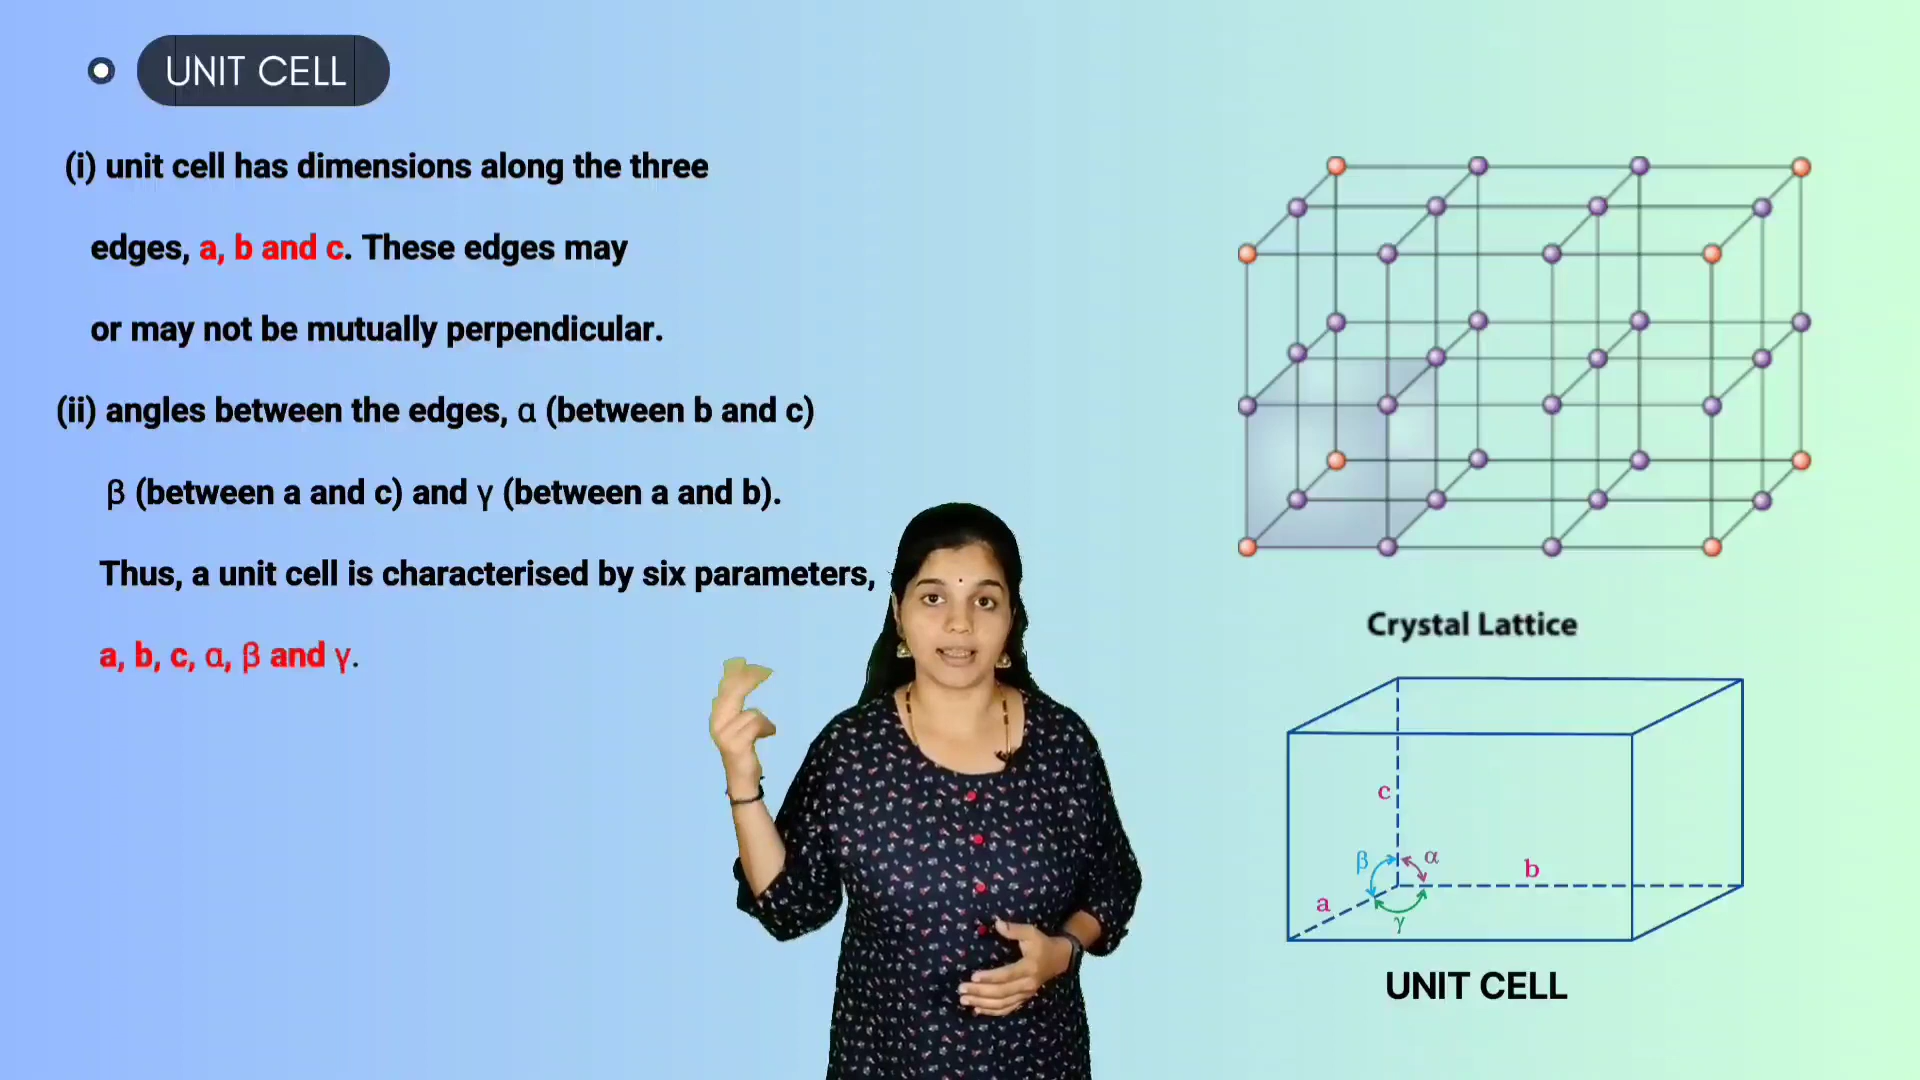 UNIT CELL
(i) unit cell has dimensions along the three
edges, a, b and c. These edges may
or may not be mutually perpendicular.
(ii) angles between the edges, α (between b and c)
β (between a and c) and γ (between a and b).
Thus, a unit cell is characterised by six parameters,
a, b, c, α, β and γ.
Crystal Lattice
c
β
α
b
a
γ
UNIT CELL